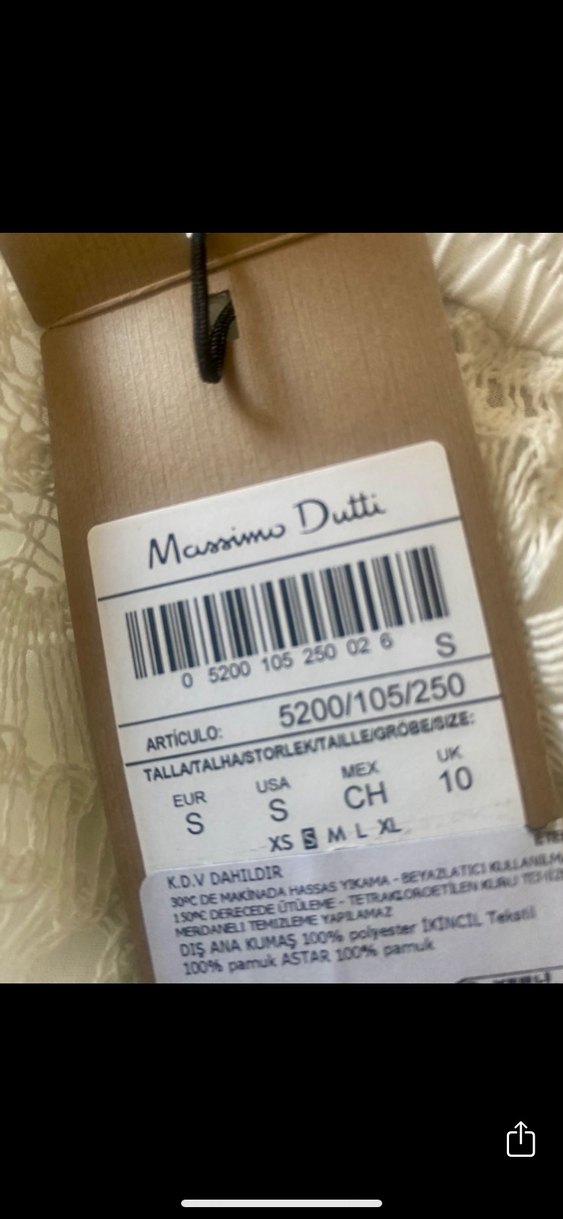 Massimo Dutti
0 5200 105 250 02 6
S
ARTÍCULO: 5200/105/250
TALLA/TALHA/STORLEK/TAILLE/GRÖBE/SIZE:
EUR USA MEX UK
S S CH 10
XS S M L XL
K.D.V DAHILDIR
30ºC DE MAKİNADA HASSAS YIKAMA - BEYAZLATICI
150ºC DERECEDE ÜTÜLEME - TETRAKLOROETİLEN KURU
MERDANELİ TEMİZLEME YAPILAMAZ
DIŞ ANA KUMAŞ 100% polyester İKİNCİL Tekstil
100% pamuk ASTAR 100% pamuk